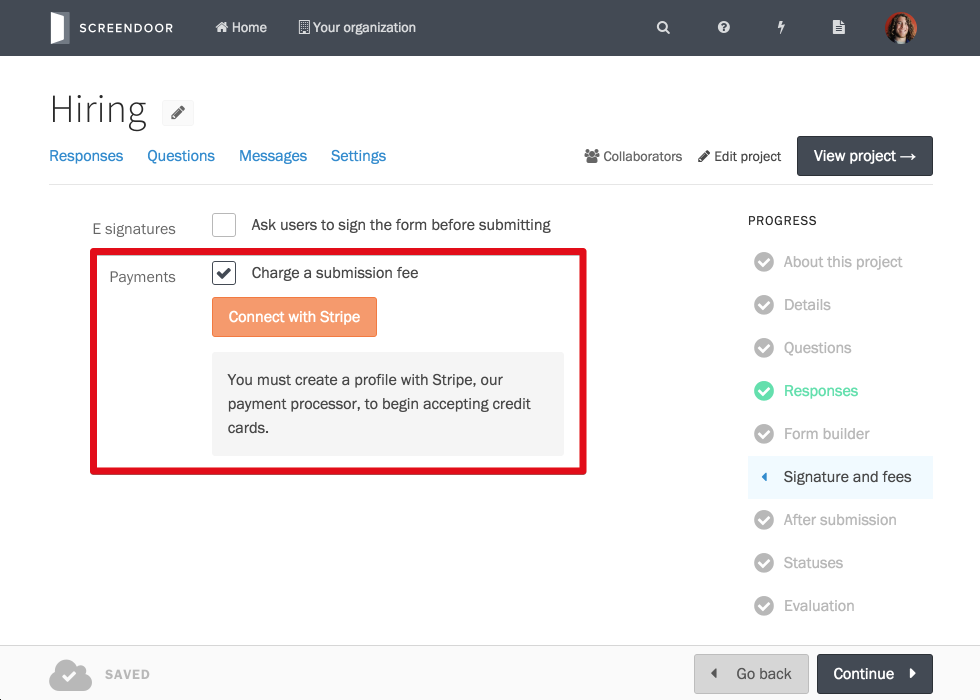 SCREENDOOR
Home
Your organization
Hiring
Responses
Questions
Messages
Settings
Collaborators
Edit project
View project →
E signatures
Ask users to sign the form before submitting
Payments
Charge a submission fee
Connect with Stripe
You must create a profile with Stripe, our
payment processor, to begin accepting credit
cards.
PROGRESS
About this project
Details
Questions
Responses
Form builder
Signature and fees
After submission
Statuses
Evaluation
SAVED
Go back
Continue